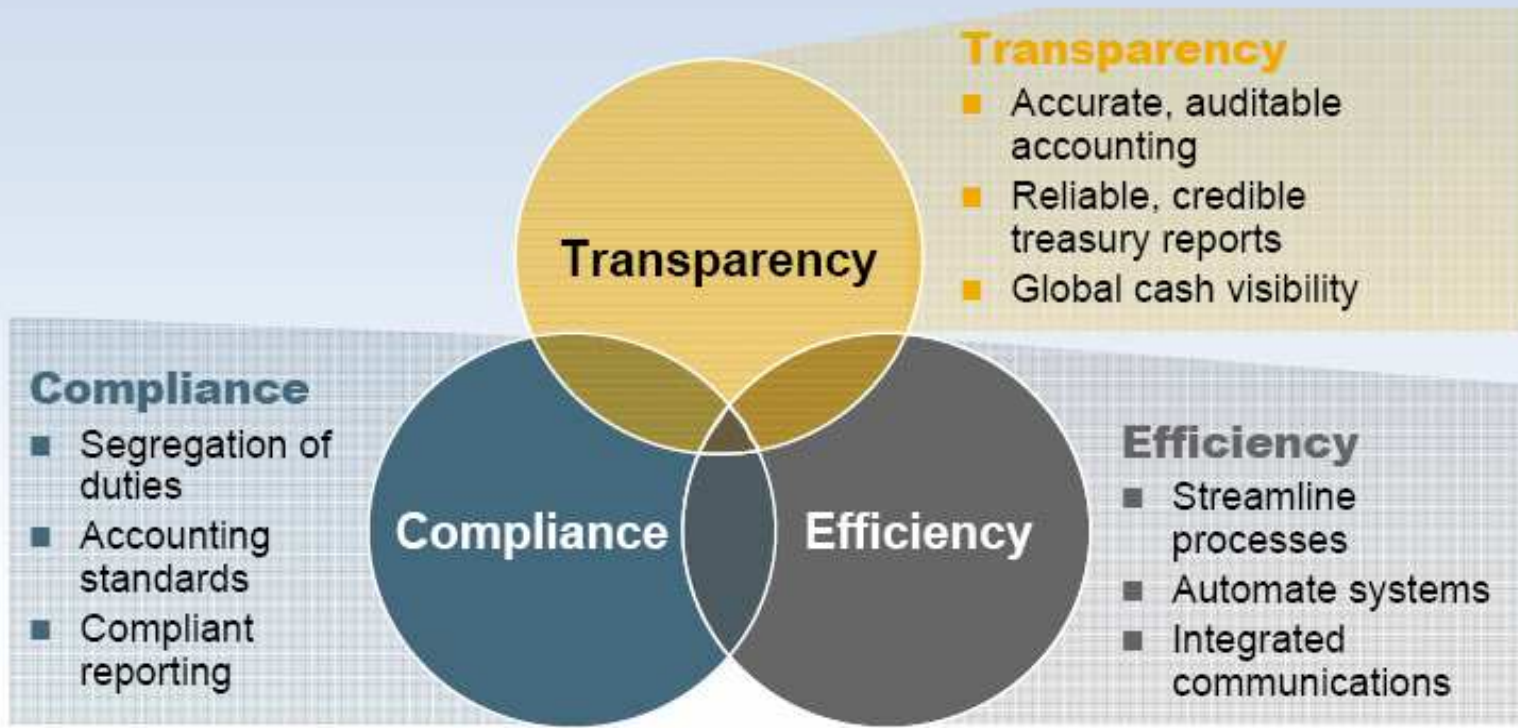 Transparency
Accurate, auditable
accounting
Reliable, credible
treasury reports
Global cash visibility
Transparency
Compliance
Segregation of
duties
Accounting
standards
Compliant
reporting
Compliance
Efficiency
Efficiency
Streamline
processes
Automate systems
Integrated
communications